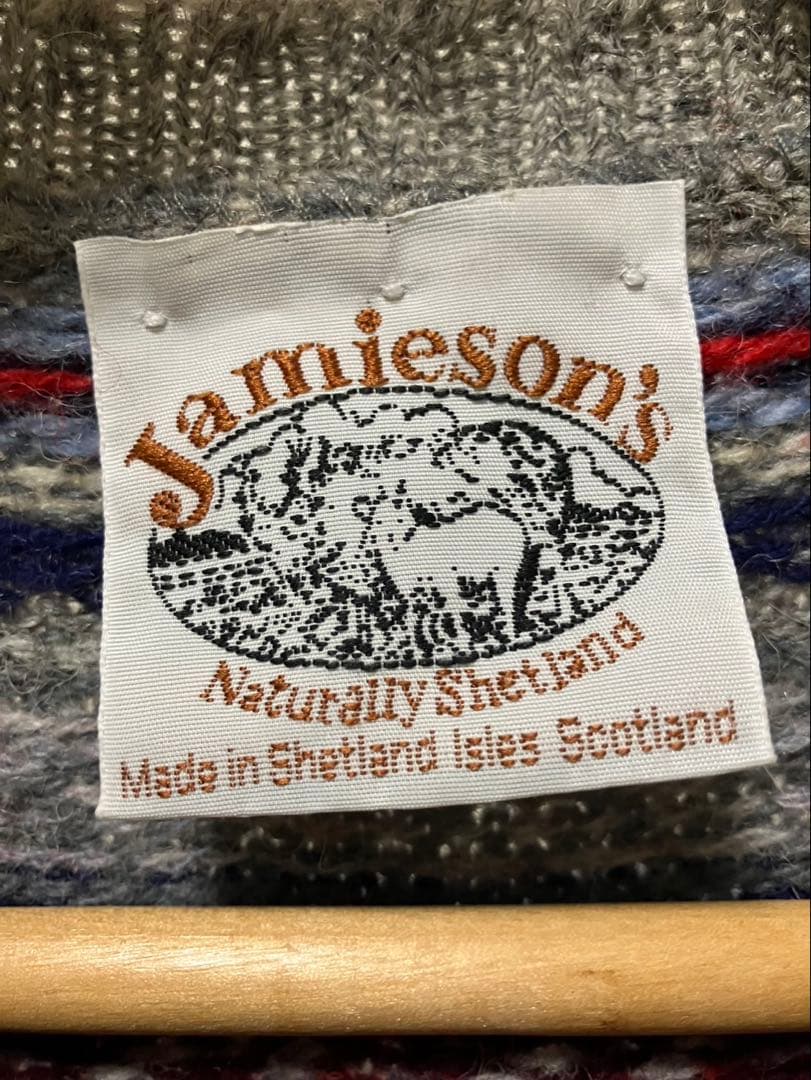 Jamieson's
Naturally Shetland
Made in Shetland Isles Scotland